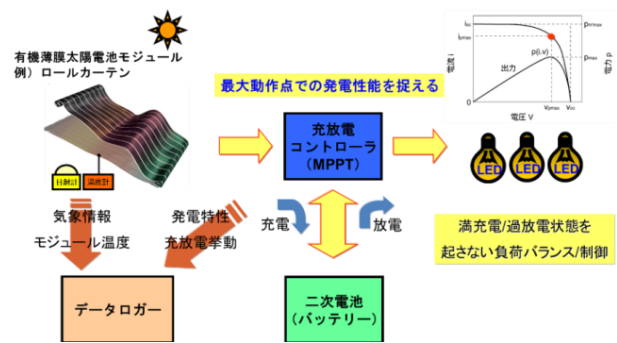 有機薄膜太陽電池モジュール
例）ロールカーテン
日射計
温度計
気象情報
モジュール温度
発電特性
充放電挙動
データロガー
最大動作点での発電性能を捉える
充放電
コントローラ
(MPPT)
充電
放電
二次電池
(バッテリー)
電流 i
isc
ipmax
0
出力
p(i.v)
vpmax
voc
電圧 V
pmax
電力 p
LED
LED
LED
満充電/過放電状態を
起さない負荷バランス/制御